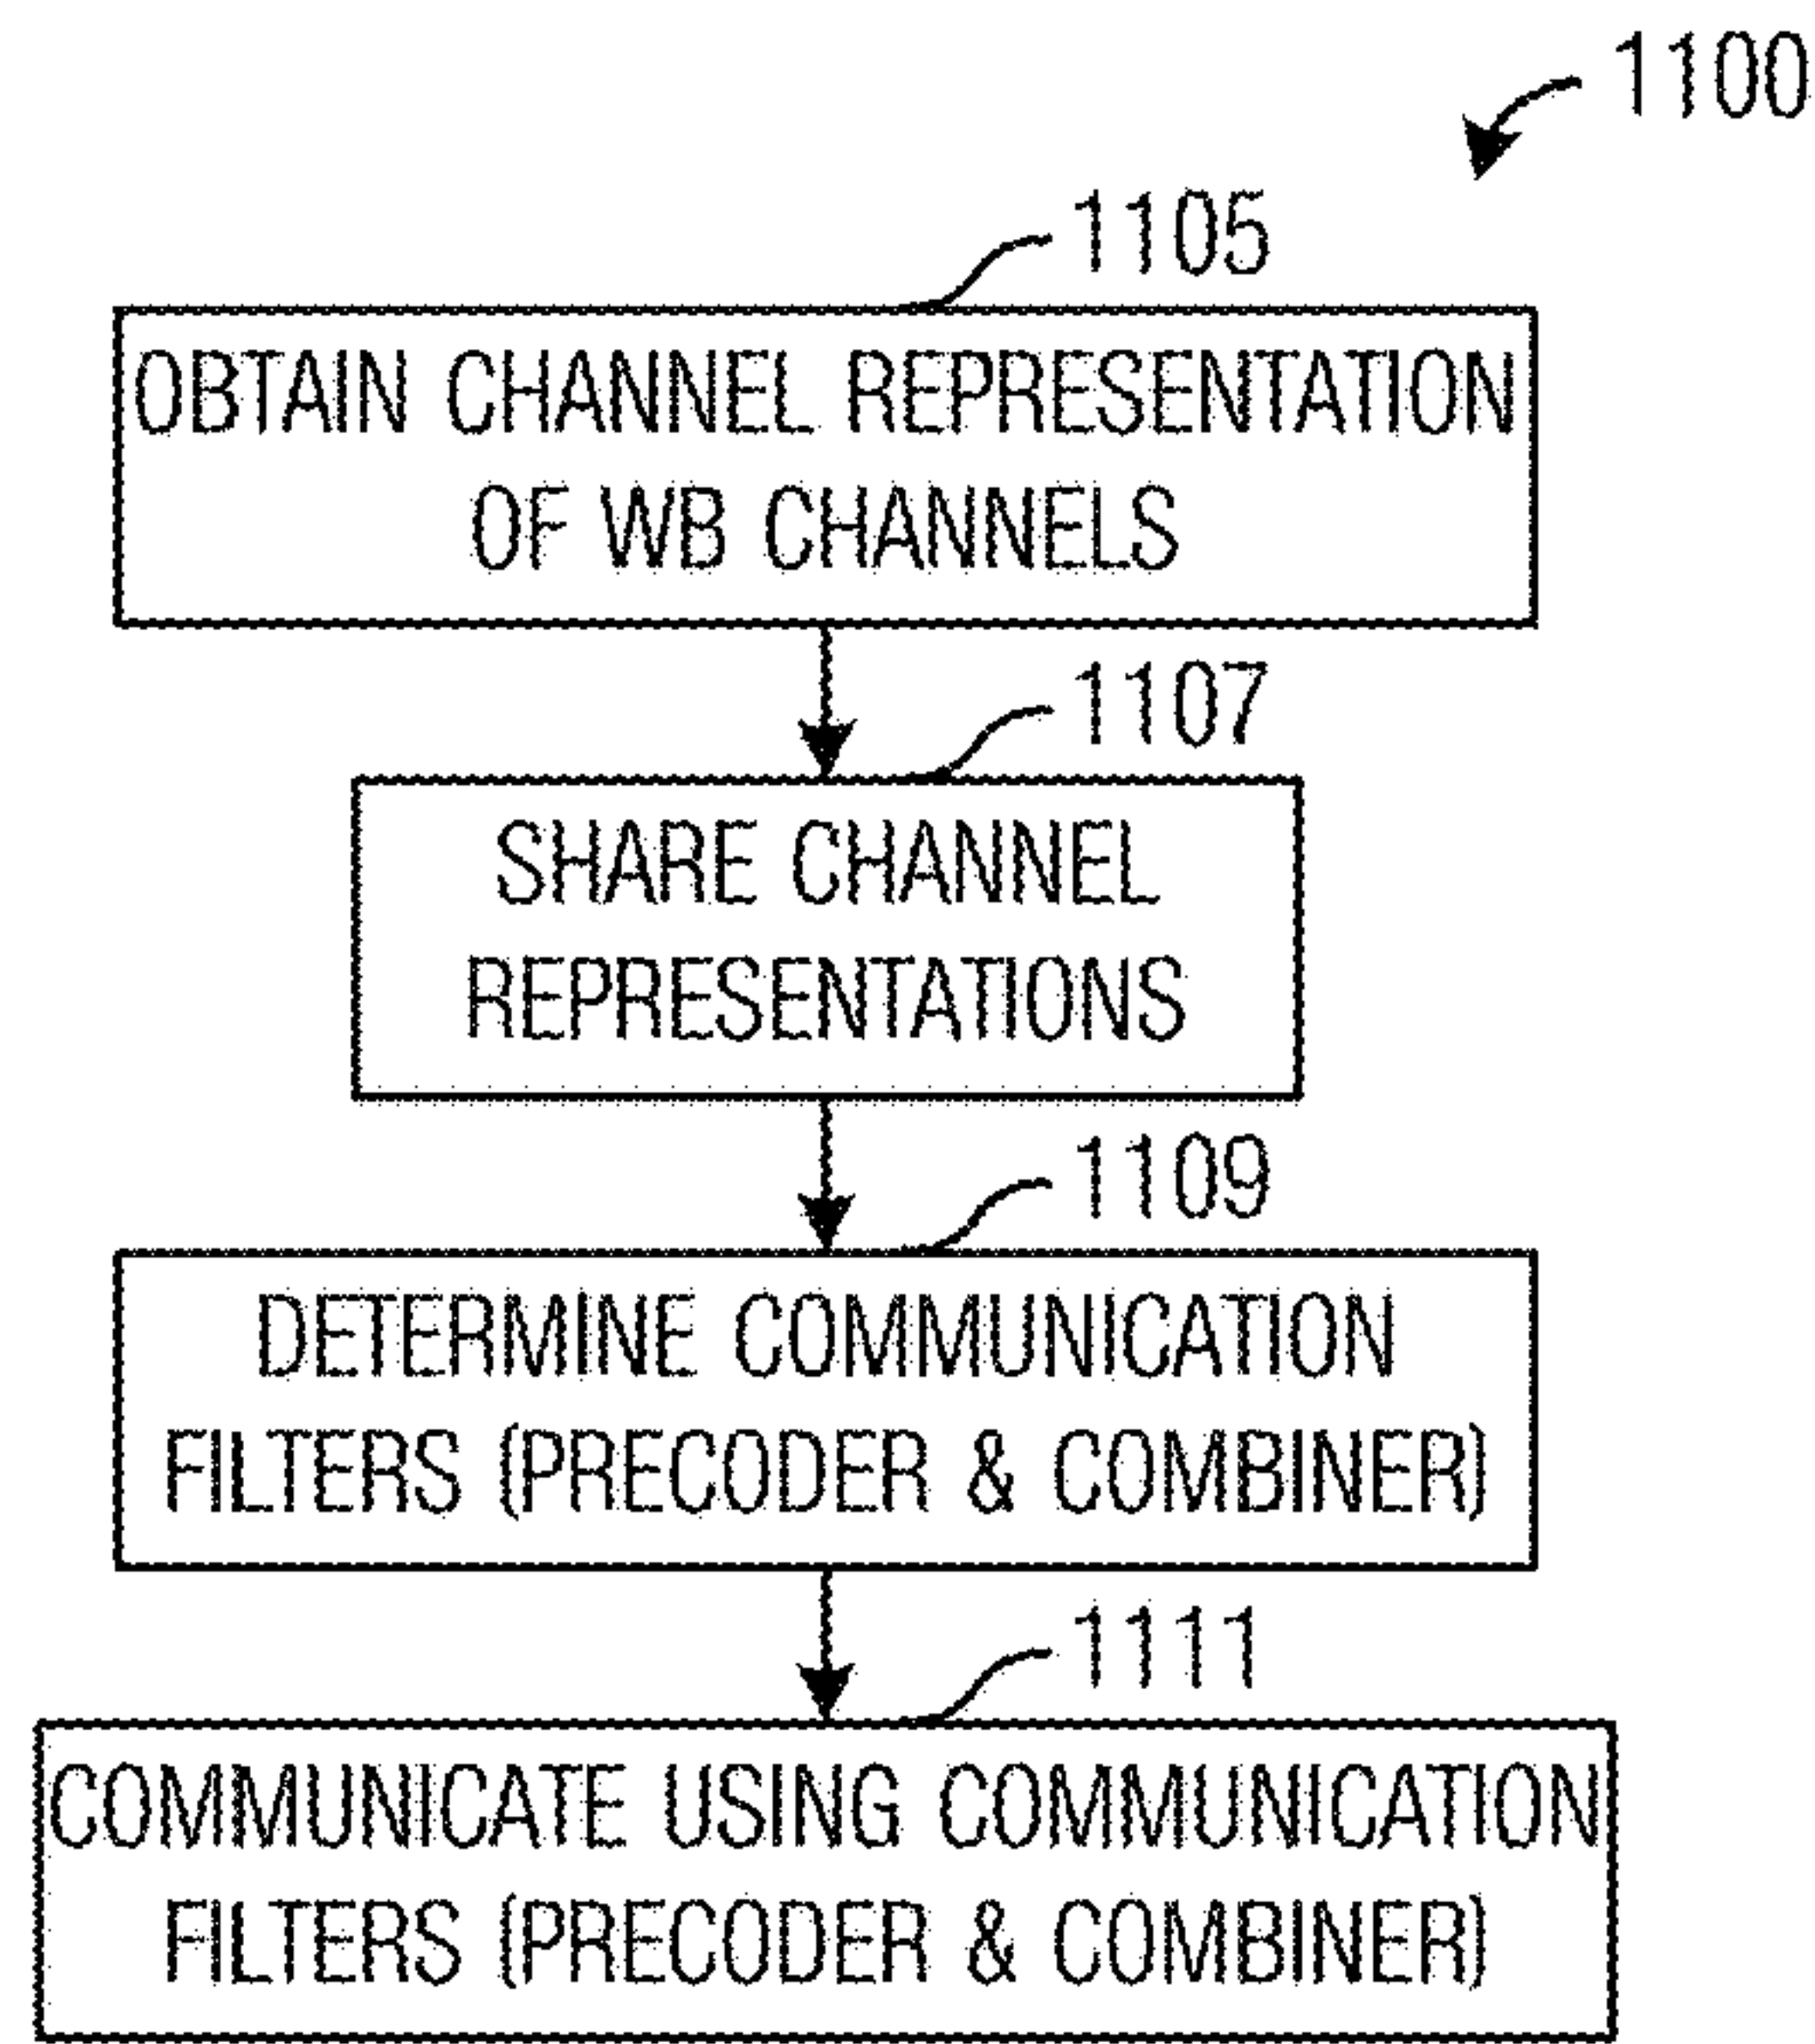 1100
1105
OBTAIN CHANNEL REPRESENTATION
OF WB CHANNELS
1107
SHARE CHANNEL
REPRESENTATIONS
1109
DETERMINE COMMUNICATION
FILTERS (PRECODER & COMBINER)
1111
COMMUNICATE USING COMMUNICATION
FILTERS (PRECODER & COMBINER)